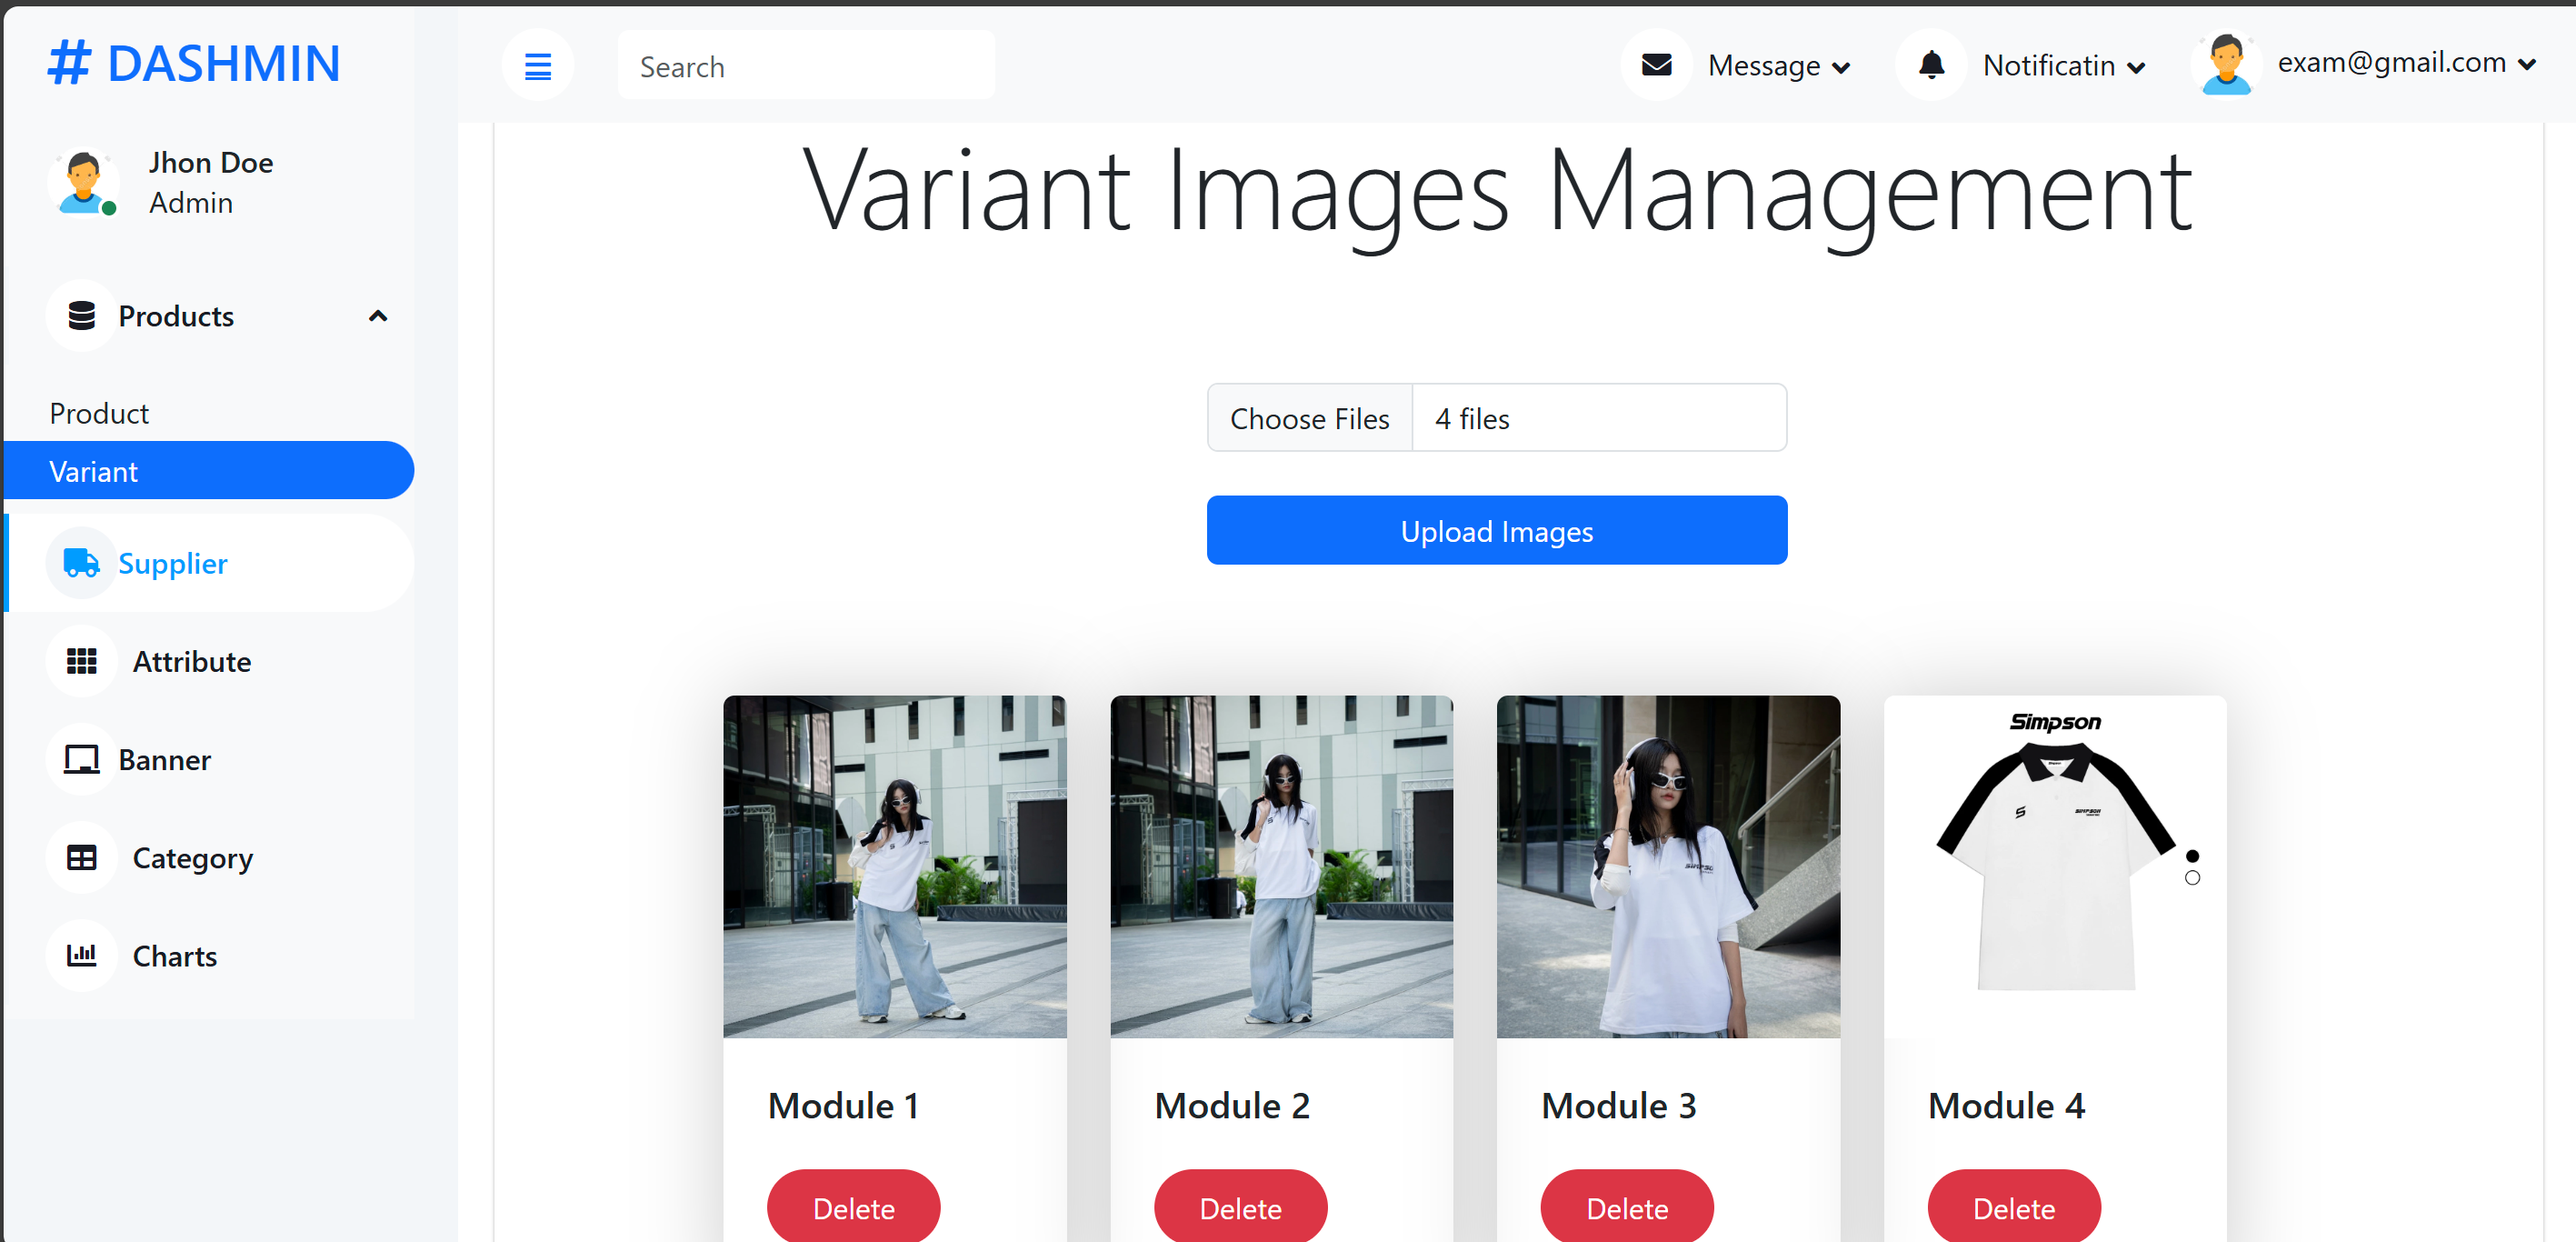 # DASHMIN
Search
Message
Notificatin
exam@gmail.com
Jhon Doe
Admin
Products
Product
Variant
Supplier
Attribute
Banner
Category
Charts
Variant Images Management
Choose Files 4 files
Upload Images
Simpson
SIMPSON
Module 1
Module 2
Module 3
Module 4
Delete
Delete
Delete
Delete